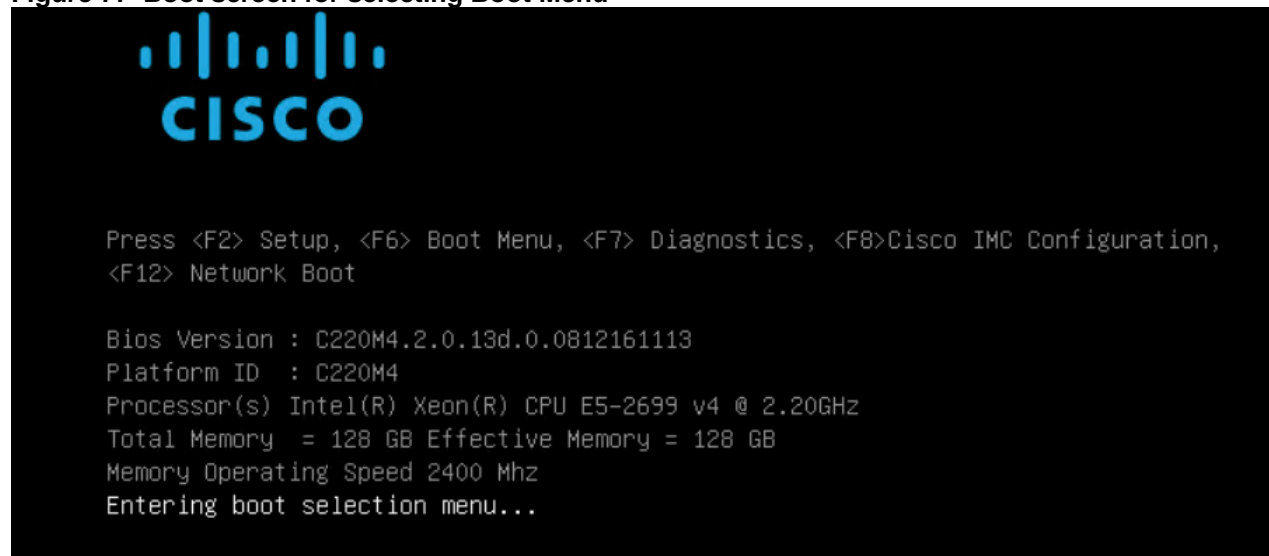 CISCO
Press <F2> Setup, <F6> Boot Menu, <F7> Diagnostics, <F8>Cisco IMC Configuration,
<F12> Network Boot
Bios Version : C220M4.2.0.13d.0.0812161113
Platform ID  : C220M4
Processor(s) Intel(R) Xeon(R) CPU E5-2699 v4 @ 2.20GHz
Total Memory  = 128 GB Effective Memory = 128 GB
Memory Operating Speed 2400 Mhz
Entering boot selection menu...